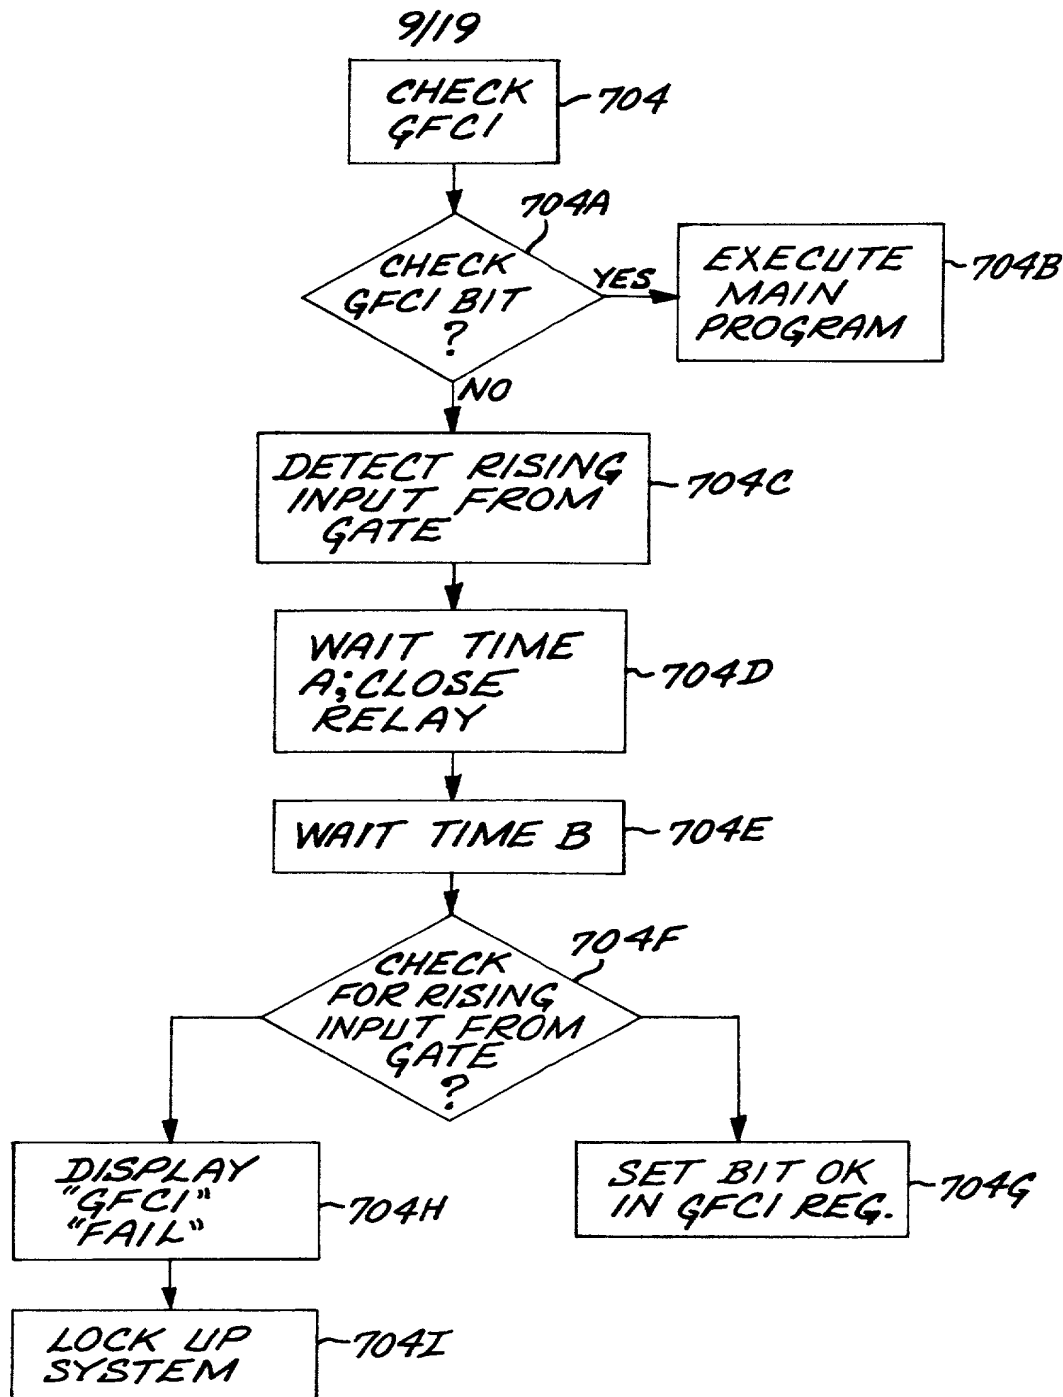 9/19
CHECK
GFCI
704
704A
CHECK
GFCI BIT
?
YES
EXECUTE
MAIN
PROGRAM
704B
NO
DETECT RISING
INPUT FROM
GATE
704C
WAIT TIME
A; CLOSE
RELAY
704D
WAIT TIME B
704E
704F
CHECK
FOR RISING
INPUT FROM
GATE
?
DISPLAY
"GFCI"
"FAIL"
704H
SET BIT OK
IN GFCI REG.
704G
LOCK UP
SYSTEM
704I